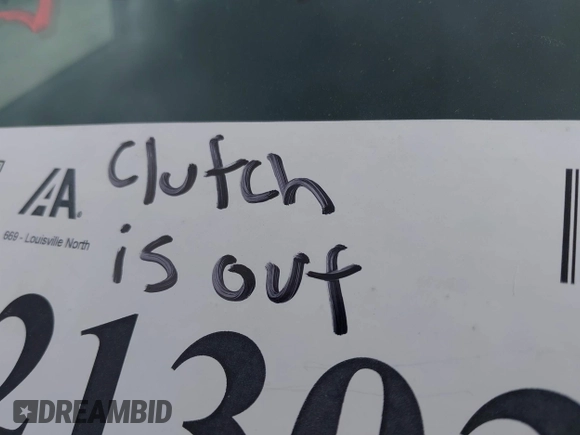 Clutch
is out
IAA
669 - Louisville North
DREAMBID